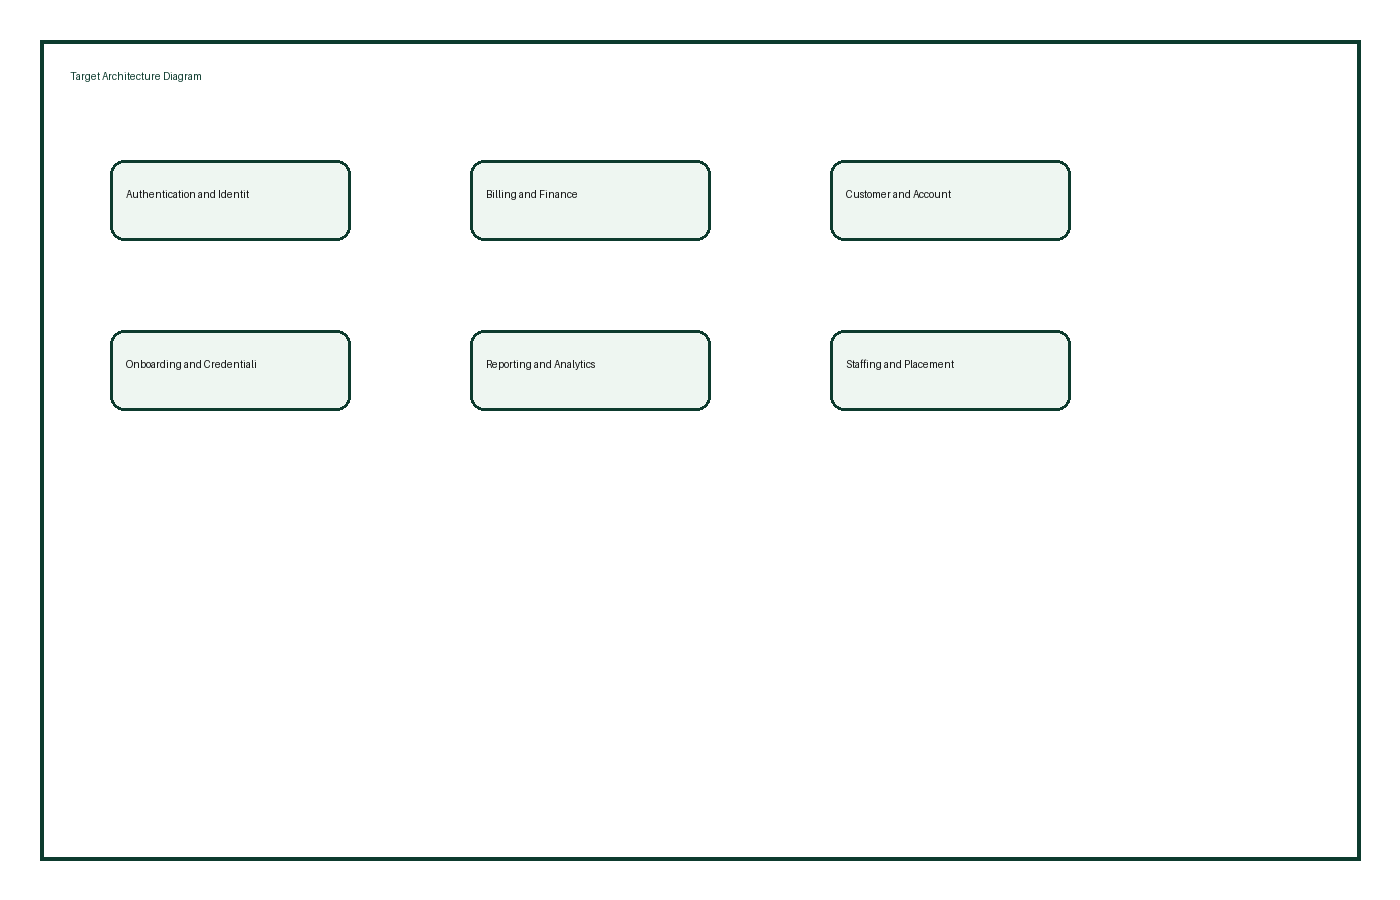 Target Architecture Diagram
Authentication and Identit
Billing and Finance
Customer and Account
Onboarding and Credentiali
Reporting and Analytics
Staffing and Placement